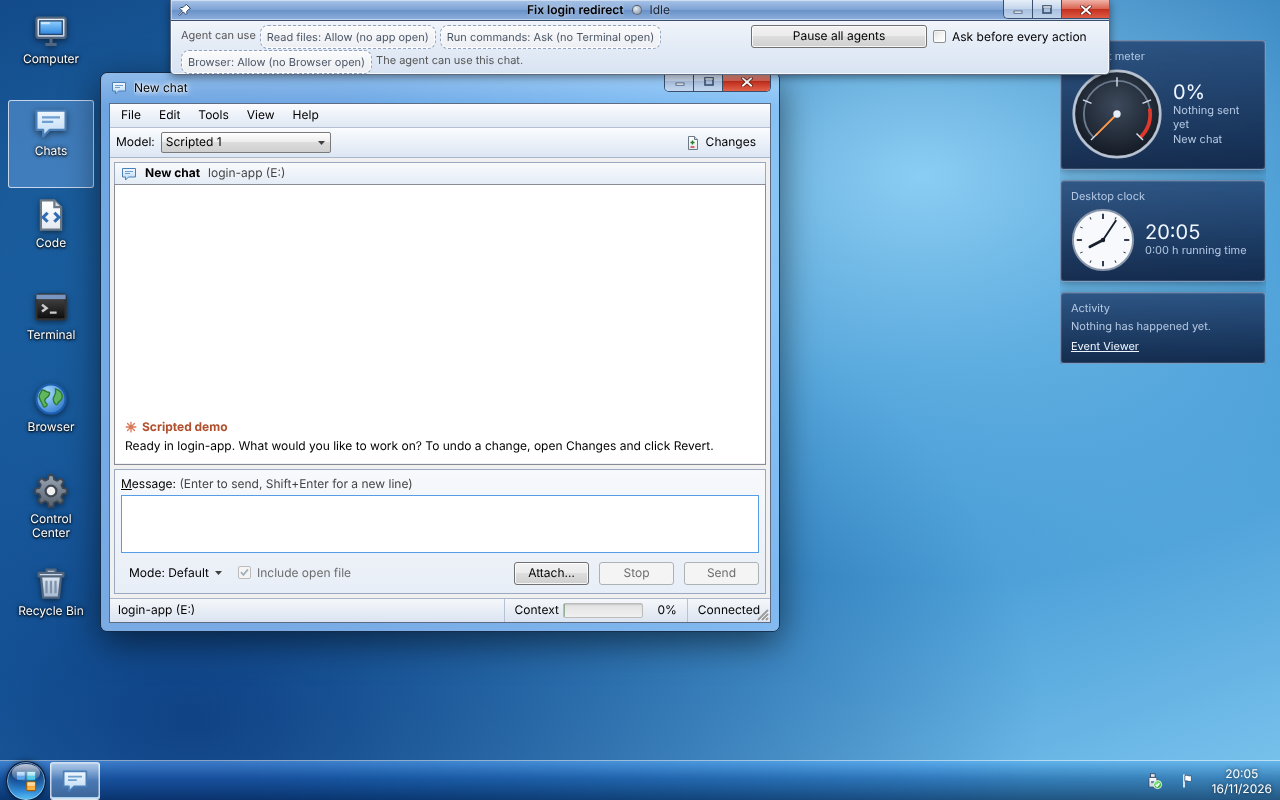 Fix login redirect Idle
Agent can use Read files: Allow (no app open) Run commands: Ask (no Terminal open)
Browser: Allow (no Browser open) The agent can use this chat.
Pause all agents Ask before every action
Computer
Chats
Code
Terminal
Browser
Control
Center
Recycle Bin
New chat
File Edit Tools View Help
Model: Scripted 1 Changes
New chat login-app (E:)
Scripted demo
Ready in login-app. What would you like to work on? To undo a change, open Changes and click Revert.
Message: (Enter to send, Shift+Enter for a new line)
Mode: Default Include open file Attach... Stop Send
login-app (E:) Context 0% Connected
meter
0%
Nothing sent
yet
New chat
Desktop clock
20:05
0:00 h running time
Activity
Nothing has happened yet.
Event Viewer
20:05
16/11/2026